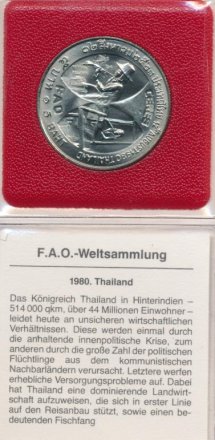 CERES
THAILAND
F.A.O.-Weltsammlung
1980. Thailand
Das Königreich Thailand in Hinterindien –
514 000 qkm, über 44 Millionen Einwohner –
leidet heute an unsicheren wirtschaftlichen
Verhältnissen. Diese werden einmal durch
die anhaltende innenpolitische Krise, zum
anderen durch die große Zahl der politischen
Flüchtlinge aus dem kommunistischen
Nachbarländern verursacht. Letztere werfen
erhebliche Versorgungsprobleme auf. Dabei
hat Thailand eine dominierende Landwirt-
schaft aufzuweisen, die sich in erster Linie
auf den Reisanbau stützt, sowie einen be-
deutenden Fischfang